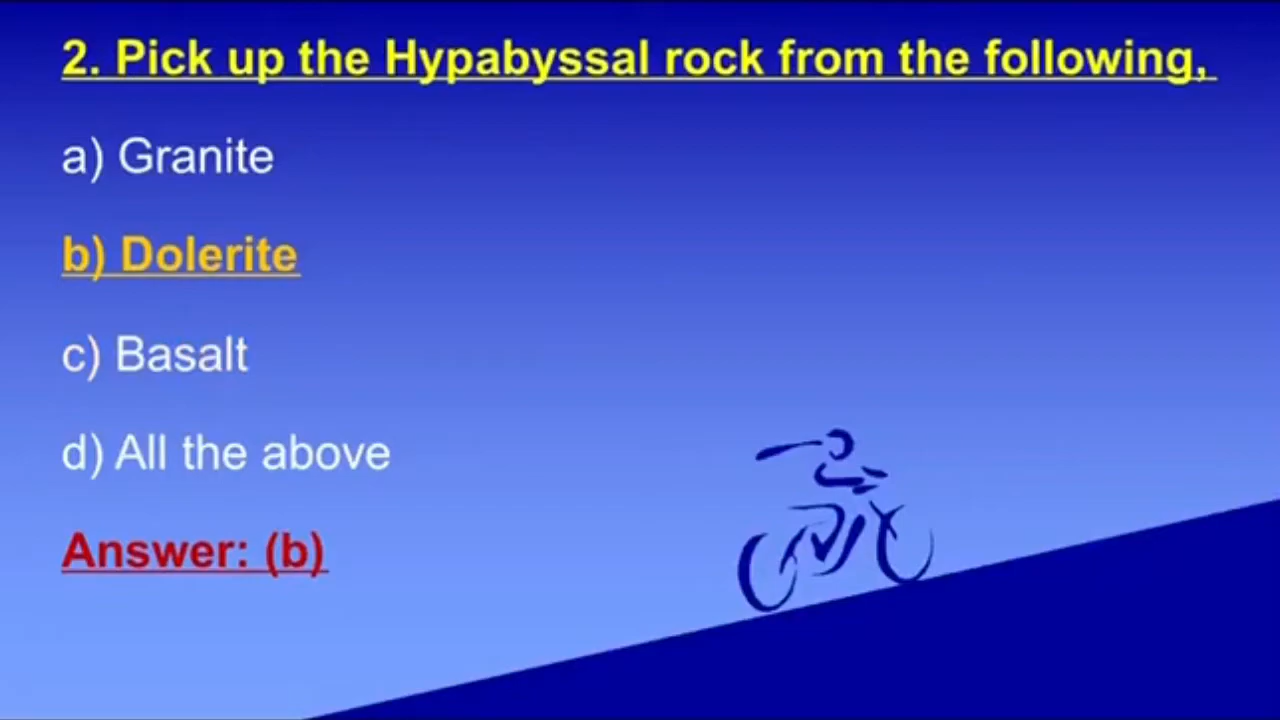 2. Pick up the Hypabyssal rock from the following,
a) Granite
b) Dolerite
c) Basalt
d) All the above
Answer: (b)